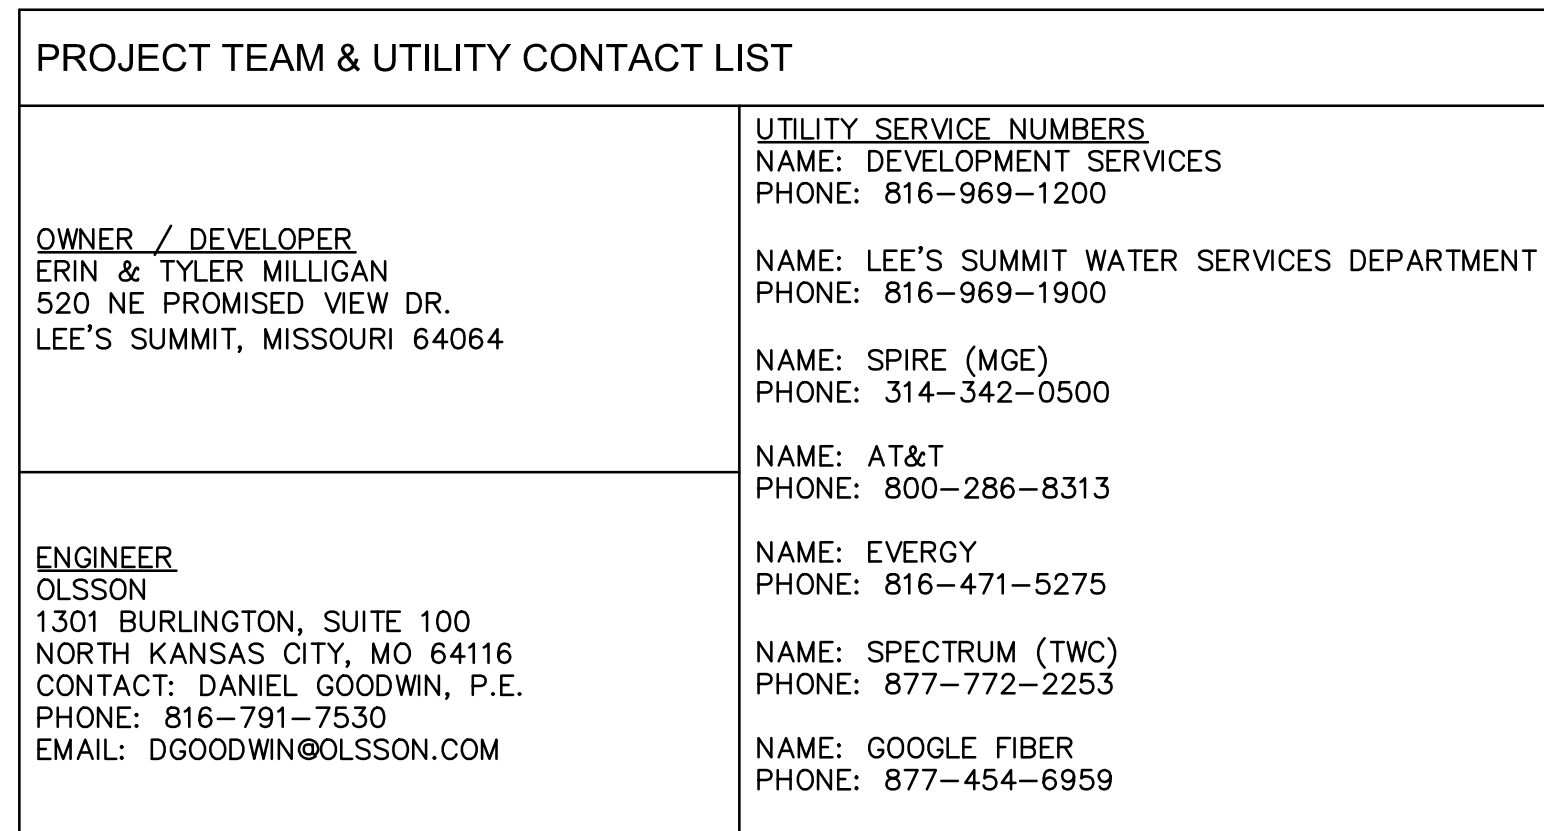 PROJECT TEAM & UTILITY CONTACT LIST
OWNER / DEVELOPER
ERIN & TYLER MILLIGAN
520 NE PROMISED VIEW DR.
LEE'S SUMMIT, MISSOURI 64064
ENGINEER
OLSSON
1301 BURLINGTON, SUITE 100
NORTH KANSAS CITY, MO 64116
CONTACT: DANIEL GOODWIN, P.E.
PHONE: 816-791-7530
EMAIL: DGOODWIN@OLSSON.COM
UTILITY SERVICE NUMBERS
NAME: DEVELOPMENT SERVICES
PHONE: 816-969-1200
NAME: LEE'S SUMMIT WATER SERVICES DEPARTMENT
PHONE: 816-969-1900
NAME: SPIRE (MGE)
PHONE: 314-342-0500
NAME: AT&T
PHONE: 800-286-8313
NAME: EVERGY
PHONE: 816-471-5275
NAME: SPECTRUM (TWC)
PHONE: 877-772-2253
NAME: GOOGLE FIBER
PHONE: 877-454-6959